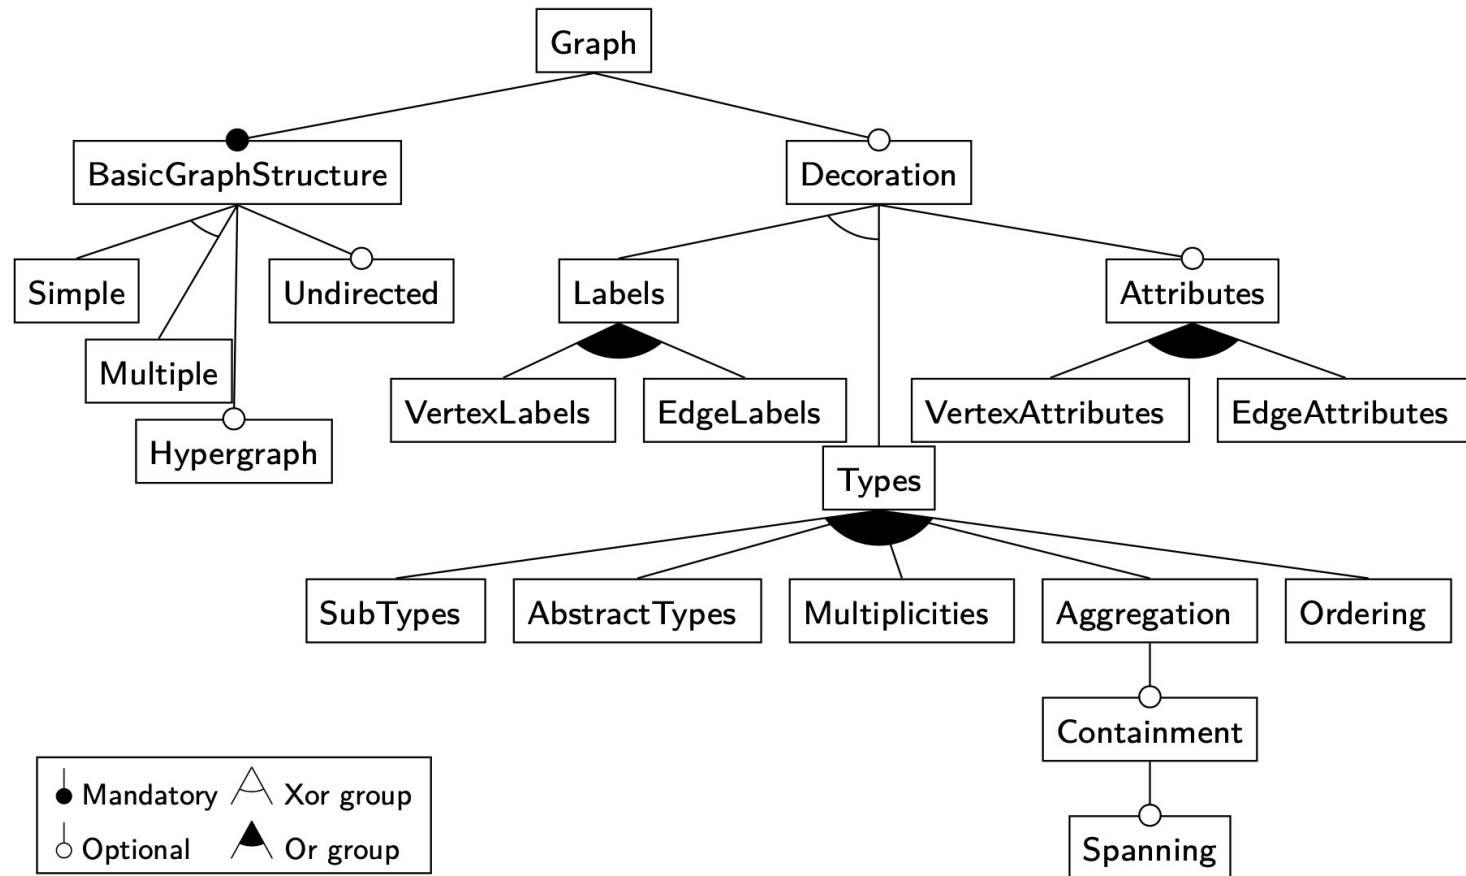 Graph
BasicGraphStructure
Decoration
Simple
Undirected
Labels
Attributes
Multiple
VertexLabels
EdgeLabels
VertexAttributes
EdgeAttributes
Hypergraph
Types
SubTypes
AbstractTypes
Multiplicities
Aggregation
Ordering
Containment
Spanning
Mandatory
Xor group
Optional
Or group